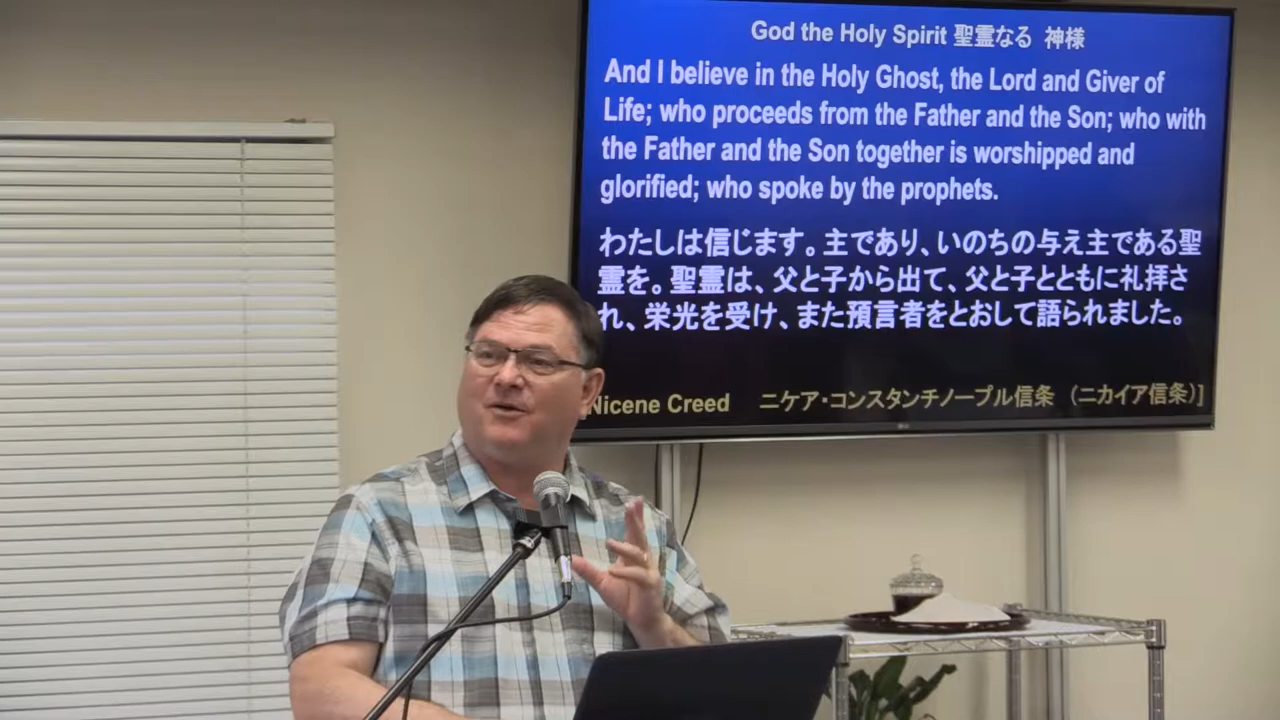 God the Holy Spirit 聖霊なる 神様
And I believe in the Holy Ghost, the Lord and Giver of
Life; who proceeds from the Father and the Son; who with
the Father and the Son together is worshipped and
glorified; who spoke by the prophets.
わたしは信じます。主であり、いのちの与え主である聖
霊を。聖霊は、父と子から出て、父と子とともに礼拝さ
れ、栄光を受け、また預言者をとおして語られました。
Nicene Creed ニケア・コンスタンチノープル信条 (ニカイア信条)]
LG